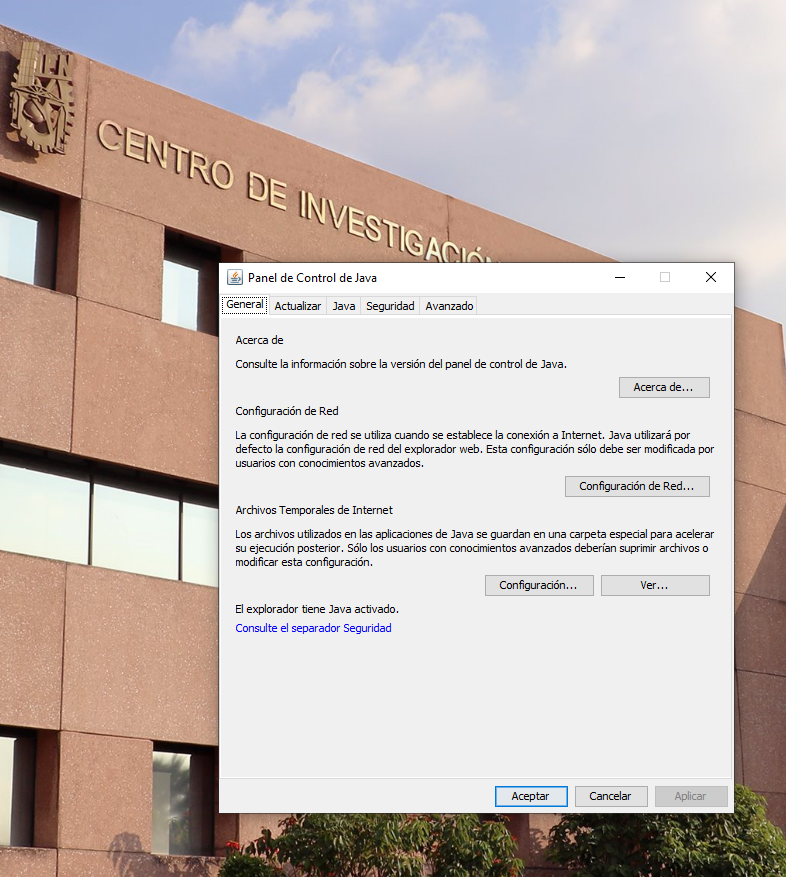 IPN
CENTRO DE INVESTIGACIÓN
Panel de Control de Java
General Actualizar Java Seguridad Avanzado
Acerca de
Consulte la información sobre la versión del panel de control de Java.
Acerca de...
Configuración de Red
La configuración de red se utiliza cuando se establece la conexión a Internet. Java utilizará por
defecto la configuración de red del explorador web. Esta configuración sólo debe ser modificada por
usuarios con conocimientos avanzados.
Configuración de Red...
Archivos Temporales de Internet
Los archivos utilizados en las aplicaciones de Java se guardan en una carpeta especial para acelerar
su ejecución posterior. Sólo los usuarios con conocimientos avanzados deberían suprimir archivos o
modificar esta configuración.
Configuración... Ver...
El explorador tiene Java activado.
Consulte el separador Seguridad
Aceptar Cancelar Aplicar